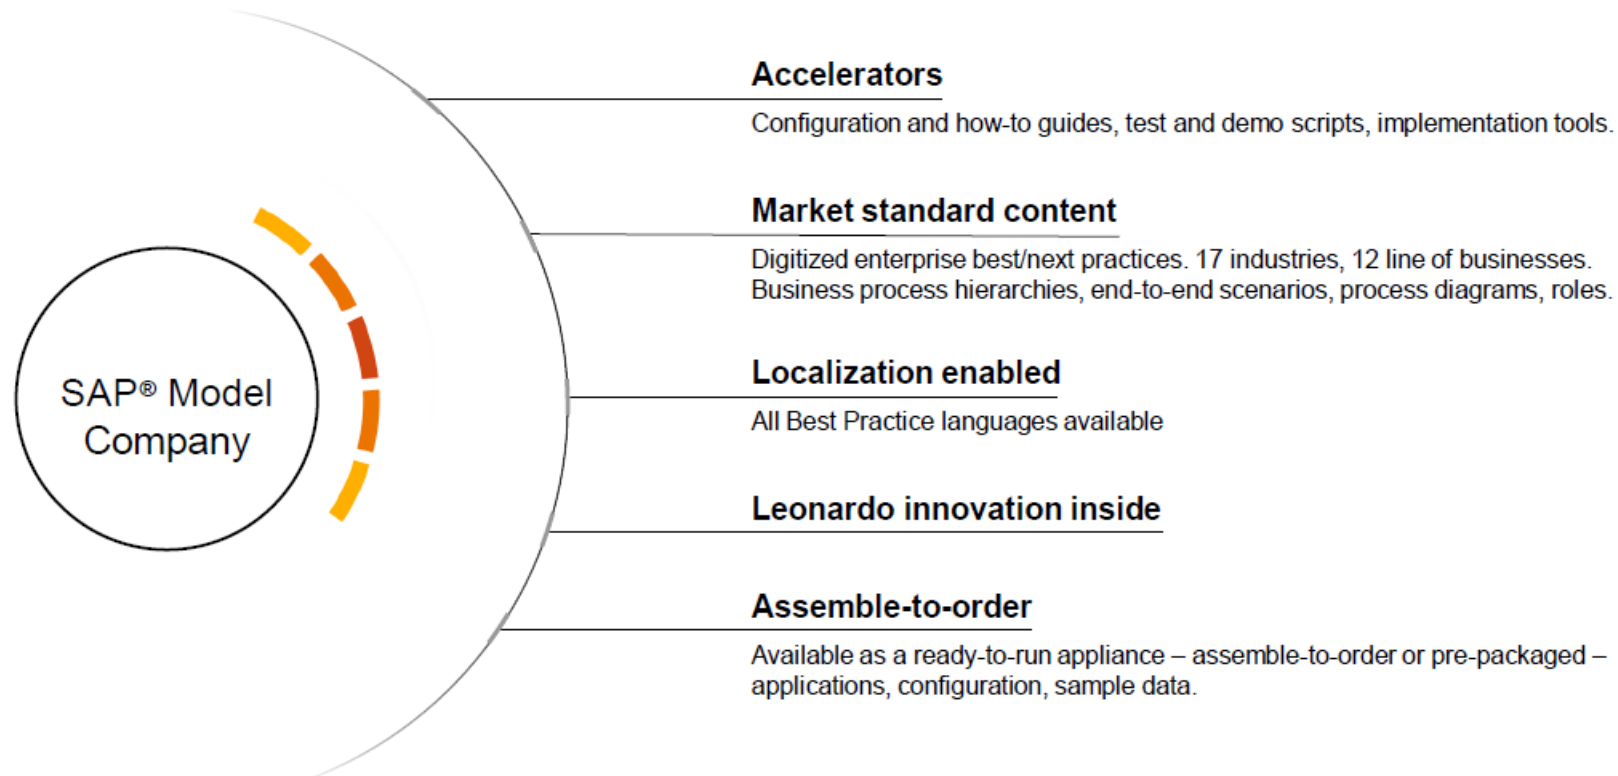 Accelerators
Configuration and how-to guides, test and demo scripts, implementation tools.
Market standard content
Digitized enterprise best/next practices. 17 industries, 12 line of businesses.
Business process hierarchies, end-to-end scenarios, process diagrams, roles.
SAP® Model
Company
Localization enabled
All Best Practice languages available
Leonardo innovation inside
Assemble-to-order
Available as a ready-to-run appliance – assemble-to-order or pre-packaged –
applications, configuration, sample data.